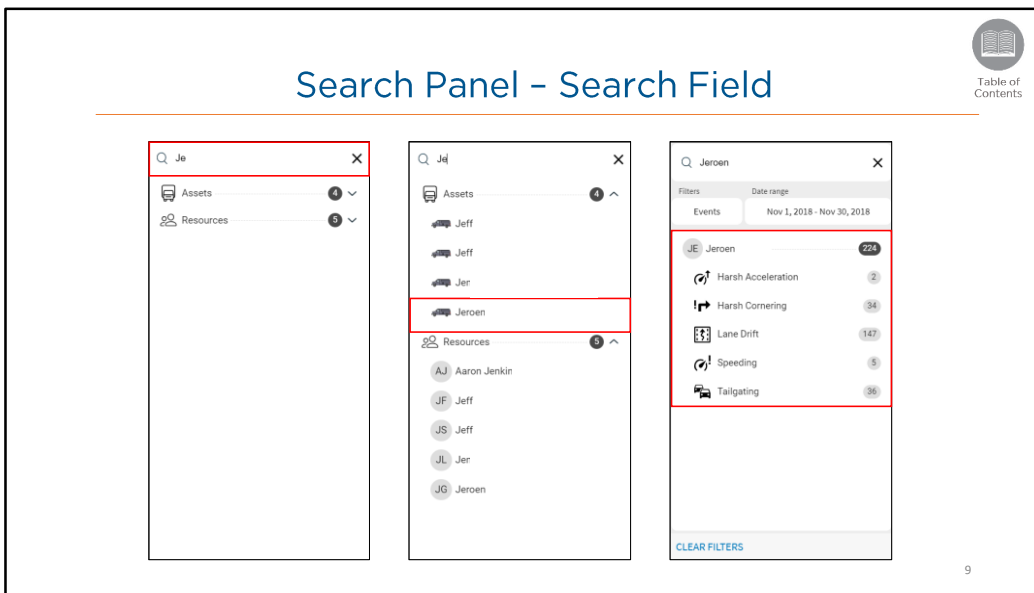 Table of
Contents
Search Panel – Search Field
Je
Assets 4
Resources 5
Je
Assets 4
Jeff
Jeff
Jer
Jeroen
Resources 5
AJ Aaron Jenkin
JF Jeff
JS Jeff
JL Jer
JG Jeroen
Jeroen
Filters Date range
Events Nov 1, 2018 - Nov 30, 2018
JE Jeroen 224
Harsh Acceleration 2
Harsh Cornering 34
Lane Drift 147
Speeding 5
Tailgating 36
CLEAR FILTERS
9